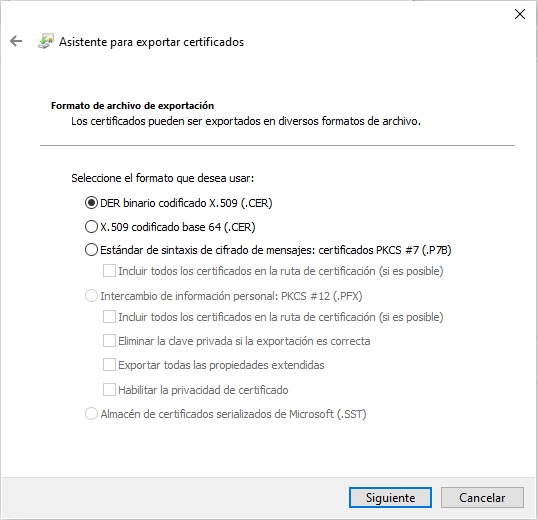 Asistente para exportar certificados
Formato de archivo de exportación
Los certificados pueden ser exportados en diversos formatos de archivo.
Seleccione el formato que desea usar:
DER binario codificado X.509 (.CER)
X.509 codificado base 64 (.CER)
Estándar de sintaxis de cifrado de mensajes: certificados PKCS #7 (.P7B)
Incluir todos los certificados en la ruta de certificación (si es posible)
Intercambio de información personal: PKCS #12 (.PFX)
Incluir todos los certificados en la ruta de certificación (si es posible)
Eliminar la clave privada si la exportación es correcta
Exportar todas las propiedades extendidas
Habilitar la privacidad de certificado
Almacén de certificados serializados de Microsoft (.SST)
Siguiente
Cancelar